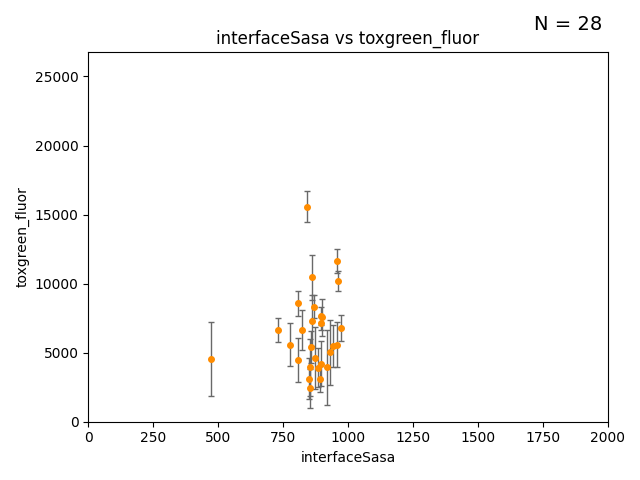 N = 28
interfaceSasa vs toxgreen_fluor
toxgreen_fluor
25000
20000
15000
10000
5000
0
0 250 500 750 1000 1250 1500 1750 2000
interfaceSasa